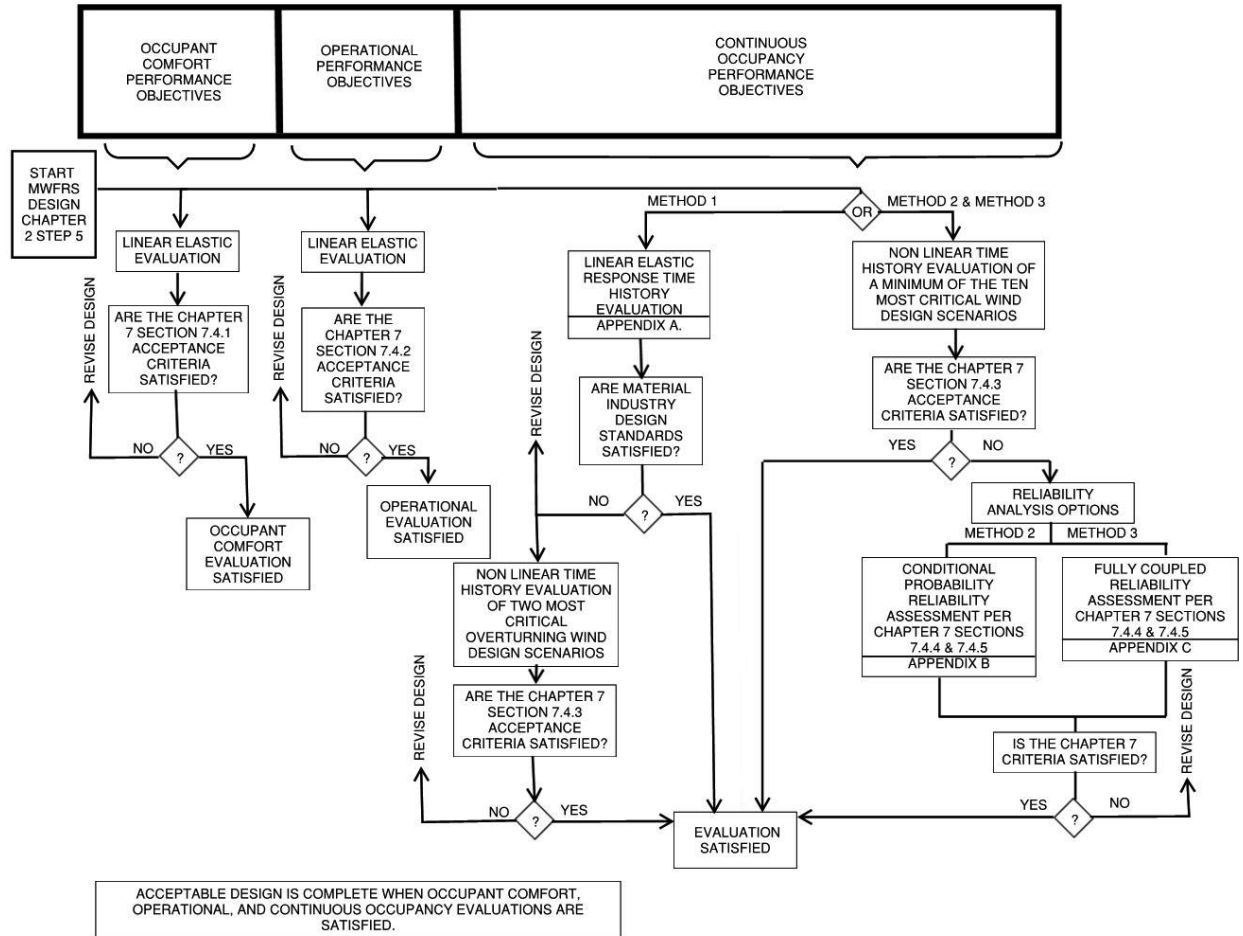 OCCUPANT
COMFORT
PERFORMANCE
OBJECTIVES
OPERATIONAL
PERFORMANCE
OBJECTIVES
CONTINUOUS
OCCUPANCY
PERFORMANCE
OBJECTIVES
START
MWFRS
DESIGN
CHAPTER
2 STEP 5
LINEAR ELASTIC
EVALUATION
ARE THE CHAPTER
7 SECTION 7.4.1
ACCEPTANCE
CRITERIA
SATISFIED?
REVISE DESIGN
NO
?
YES
OCCUPANT
COMFORT
EVALUATION
SATISFIED
LINEAR ELASTIC
EVALUATION
ARE THE
CHAPTER 7
SECTION 7.4.2
ACCEPTANCE
CRITERIA
SATISFIED?
REVISE DESIGN
NO
?
YES
OPERATIONAL
EVALUATION
SATISFIED
METHOD 1
OR
METHOD 2 & METHOD 3
LINEAR ELASTIC
RESPONSE TIME
HISTORY
EVALUATION
APPENDIX A.
ARE MATERIAL
INDUSTRY
DESIGN
STANDARDS
SATISFIED?
REVISE DESIGN
NO
?
YES
NON LINEAR TIME
HISTORY EVALUATION
OF TWO MOST
CRITICAL
OVERTURNING WIND
DESIGN SCENARIOS
ARE THE CHAPTER 7
SECTION 7.4.3
ACCEPTANCE
CRITERIA SATISFIED?
REVISE DESIGN
NO
?
YES
NON LINEAR TIME
HISTORY EVALUATION OF
A MINIMUM OF THE TEN
MOST CRITICAL WIND
DESIGN SCENARIOS
ARE THE CHAPTER 7
SECTION 7.4.3
ACCEPTANCE
CRITERIA SATISFIED?
YES
?
NO
RELIABILITY
ANALYSIS OPTIONS
METHOD 2
METHOD 3
CONDITIONAL
PROBABILITY
RELIABILITY
ASSESSMENT PER
CHAPTER 7 SECTIONS
7.4.4 & 7.4.5
APPENDIX B
FULLY COUPLED
RELIABILITY
ASSESSMENT PER
CHAPTER 7 SECTIONS
7.4.4 & 7.4.5
APPENDIX C
IS THE CHAPTER 7
CRITERIA SATISFIED?
REVISE DESIGN
YES
?
NO
EVALUATION
SATISFIED
ACCEPTABLE DESIGN IS COMPLETE WHEN OCCUPANT COMFORT,
OPERATIONAL, AND CONTINUOUS OCCUPANCY EVALUATIONS ARE
SATISFIED.